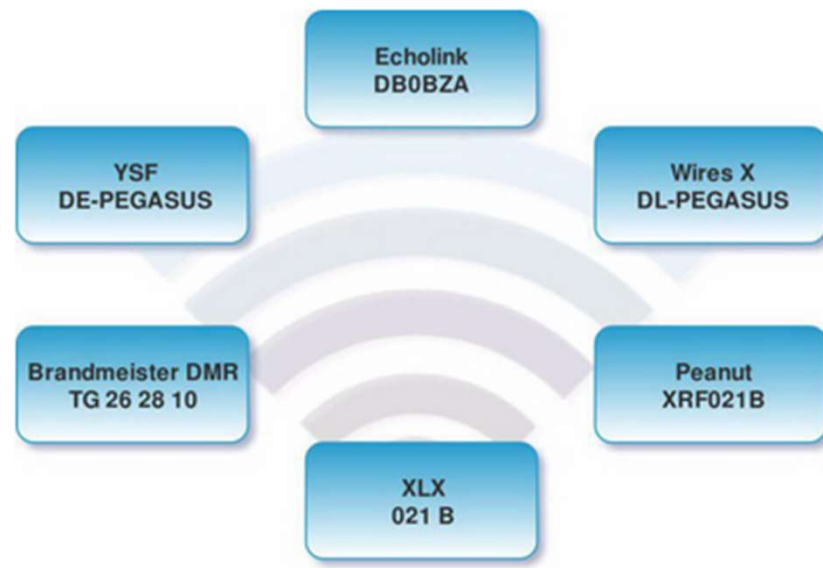 Echolink
DB0BZA
YSF
DE-PEGASUS
Wires X
DL-PEGASUS
Brandmeister DMR
TG 26 28 10
Peanut
XRF021B
XLX
021 B